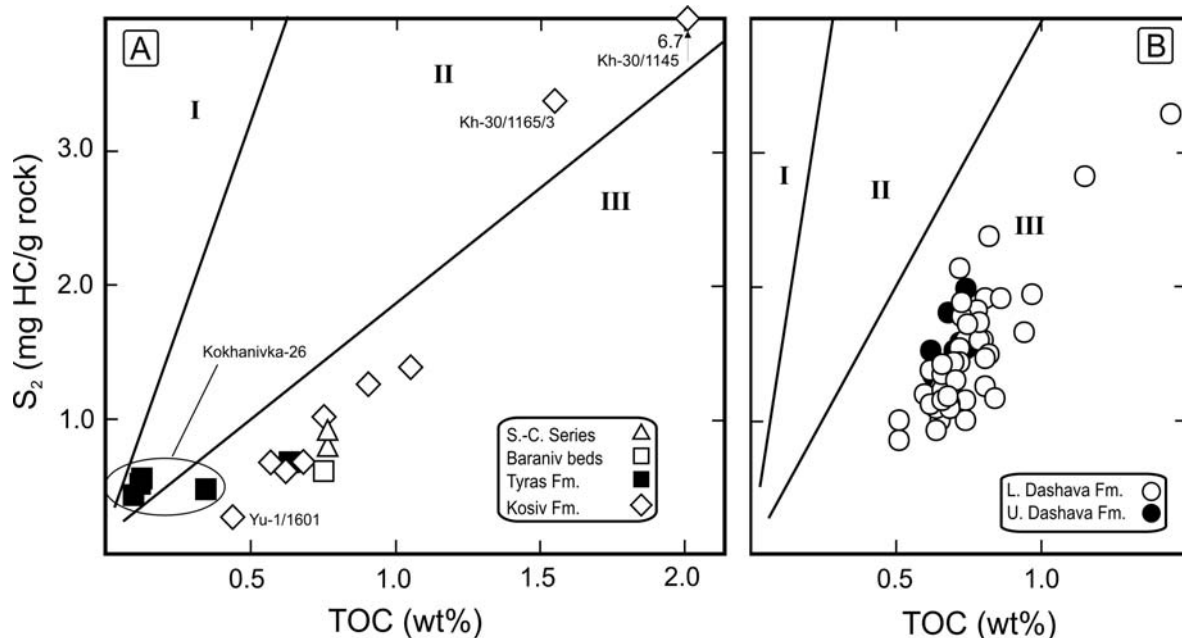 A
I
II
III
6.7
Kh-30/1145
Kh-30/1165/3
Kokhanivka-26
Yu-1/1601
S.-C. Series
Baraniv beds
Tyras Fm.
Kosiv Fm.
S2 (mg HC/g rock)
3.0
2.0
1.0
0.5
1.0
1.5
2.0
TOC (wt%)
B
I
II
III
L. Dashava Fm.
U. Dashava Fm.
0.5
1.0
TOC (wt%)